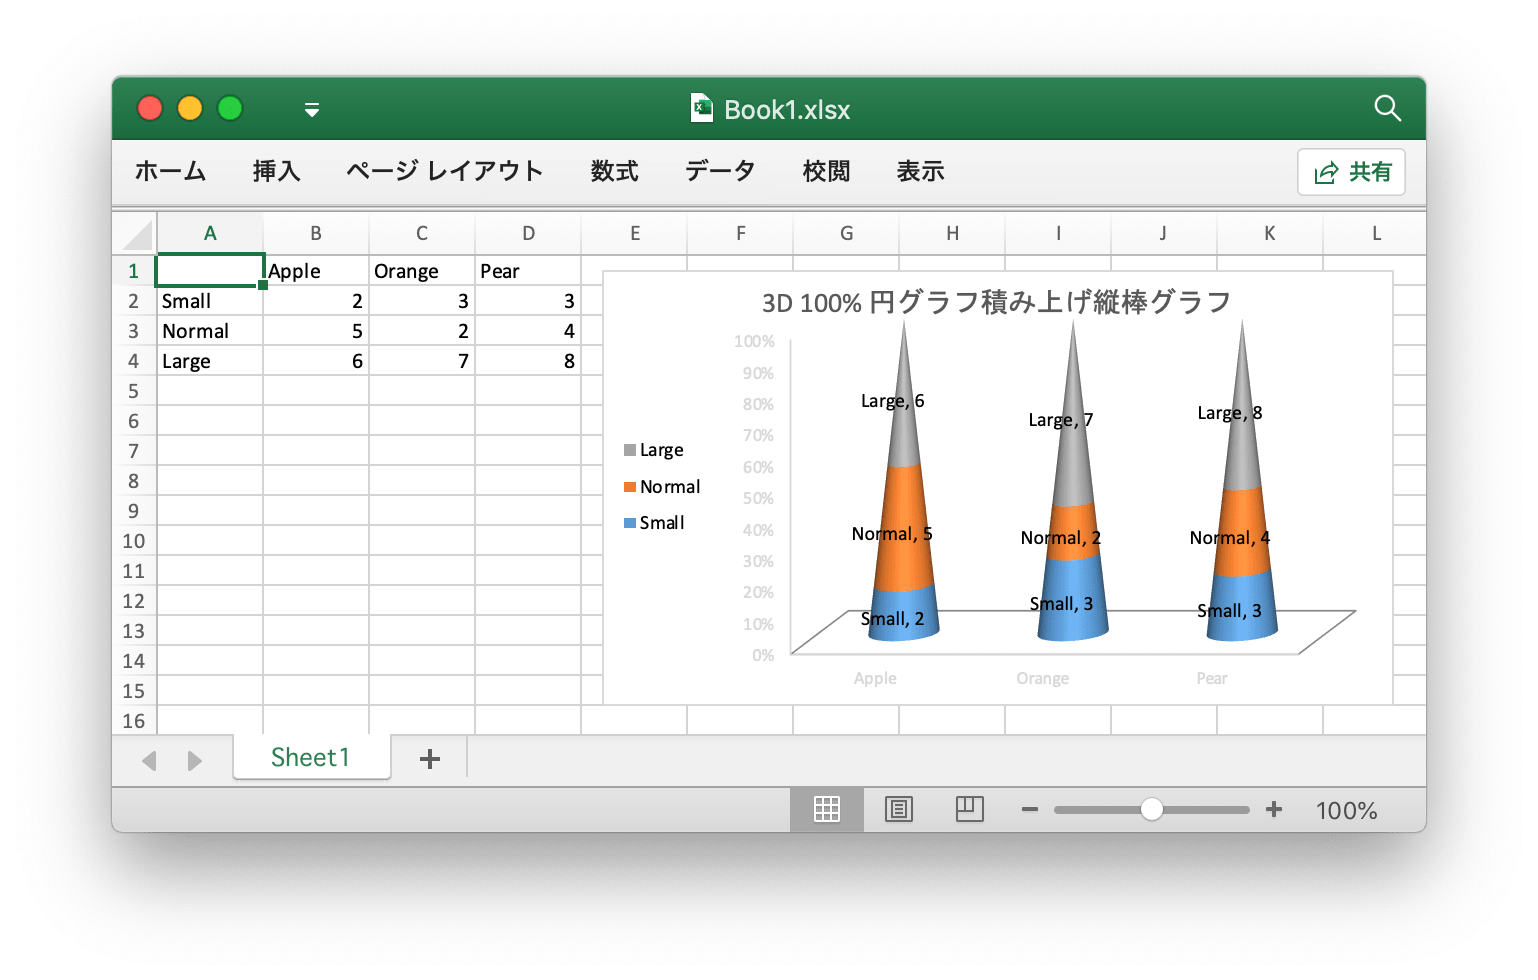 Book1.xlsx
ホーム 挿入 ページ レイアウト 数式 データ 校閲 表示 共有
A B C D E F G H I J K L
1 Apple Orange Pear
2 Small 2 3 3
3 Normal 5 2 4
4 Large 6 7 8
5
6
7
8
9
10
11
12
13
14
15
16
3D 100% 円グラフ積み上げ縦棒グラフ
100%
90%
80%
70%
60%
50%
40%
30%
20%
10%
0%
Large
Normal
Small
Large, 6 Large, 7 Large, 8
Normal, 5 Normal, 2 Normal, 4
Small, 2 Small, 3 Small, 3
Apple Orange Pear
Sheet1
100%